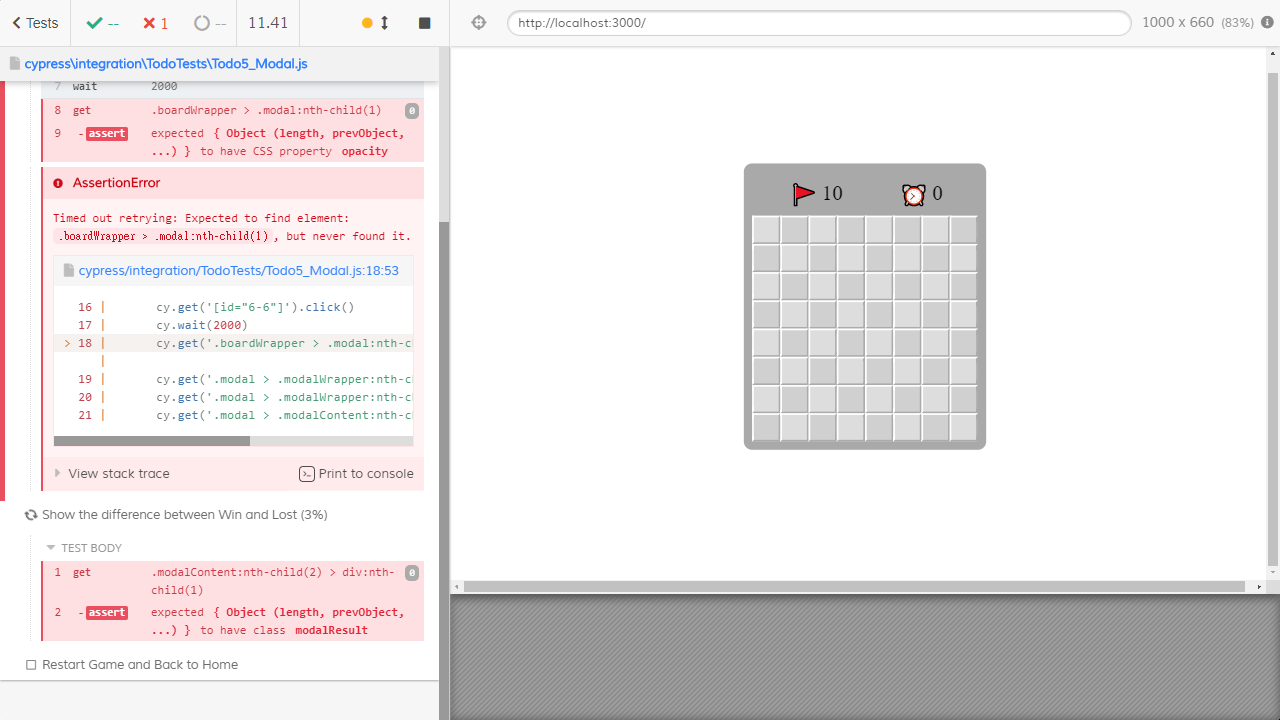 Tests
--
1
--
11.41
http://localhost:3000/
1000 x 660 (83%)
cypress\integration\TodoTests\Todo5_Modal.js
7 wait 2000
8 get .boardWrapper > .modal:nth-child(1) 0
9 -assert expected { Object (length, prevObject,
...) } to have CSS property opacity
AssertionError
Timed out retrying: Expected to find element:
.boardWrapper > .modal:nth-child(1), but never found it.
cypress/integration/TodoTests/Todo5_Modal.js:18:53
16 | cy.get('[id="6-6"]').click()
17 | cy.wait(2000)
> 18 | cy.get('.boardWrapper > .modal:nth-c
|
19 | cy.get('.modal > .modalWrapper:nth-c
20 | cy.get('.modal > .modalWrapper:nth-c
21 | cy.get('.modal > .modalContent:nth-c
View stack trace
Print to console
Show the difference between Win and Lost (3%)
TEST BODY
1 get .modalContent:nth-child(2) > div:nth-
child(1) 0
2 -assert expected { Object (length, prevObject,
...) } to have class modalResult
Restart Game and Back to Home
10
0